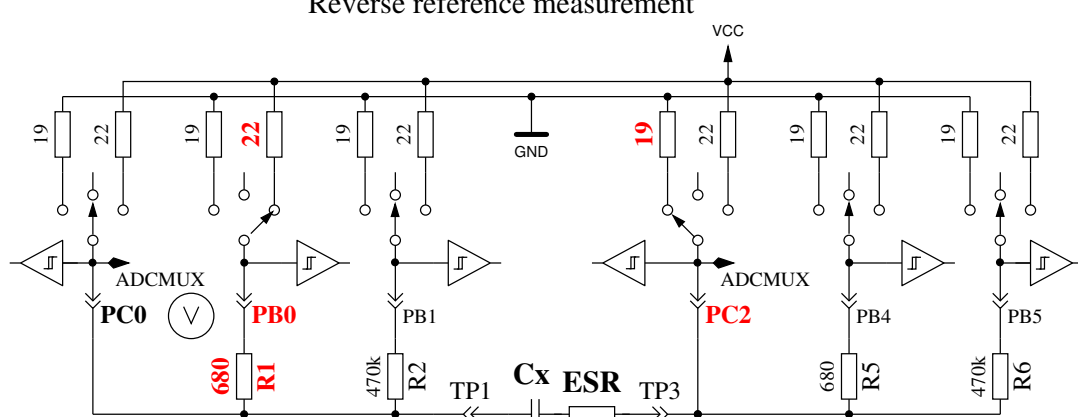 Reverse reference measurement
VCC
19 22 19 22 19 22 19 22 19 22 19 22
GND
ADCMUX ADCMUX
PC0 V PB0 PB1 PC2 PB4 PB5
680 R1 470k R2 680 R5 470k R6
TP1 Cx ESR TP3